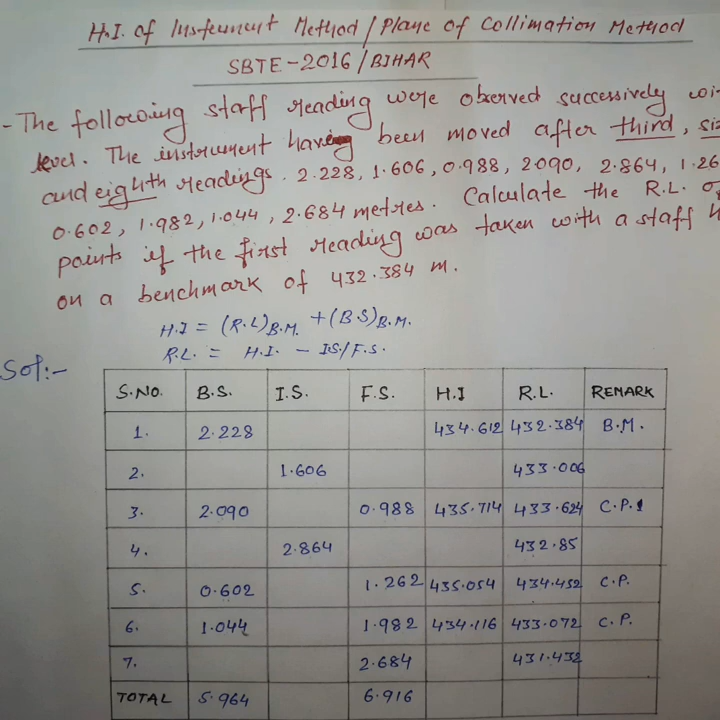 H.I. of Instrument Method / Plane of Collimation Method
SBTE-2016/BIHAR
-The following staff reading were observed successively
level. The instrument having been moved after third,
and eighth readings. 2.228, 1.606, 0.988, 2.090, 2.864, 1.26
0.602, 1.982, 1.044, 2.684 metres. Calculate the R.L.
points if the first reading was taken with a staff
on a benchmark of 432.384 m.
H.I = (R.L)B.M. + (B.S)B.M.
R.L. = H.I. - IS/F.S.
Sol:-
S.NO. B.S. I.S. F.S. H.I R.L. REMARK
1. 2.228 434.612 432.384 B.M.
2. 1.606 433.006
3. 2.090 0.988 435.714 433.624 C.P.1
4. 2.864 432.85
5. 0.602 1.262 435.054 434.452 C.P.
6. 1.044 1.982 434.116 433.072 C.P.
7. 2.684 431.432
TOTAL 5.964 6.916